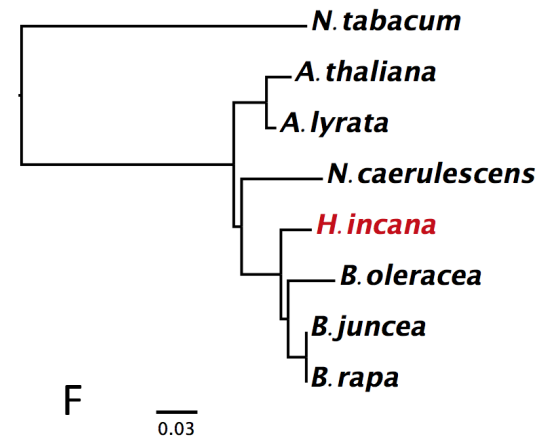 N.tabacum
A.thaliana
A.lyrata
N.caerulescens
H.incana
B.oleracea
B.juncea
B.rapa
F
0.03